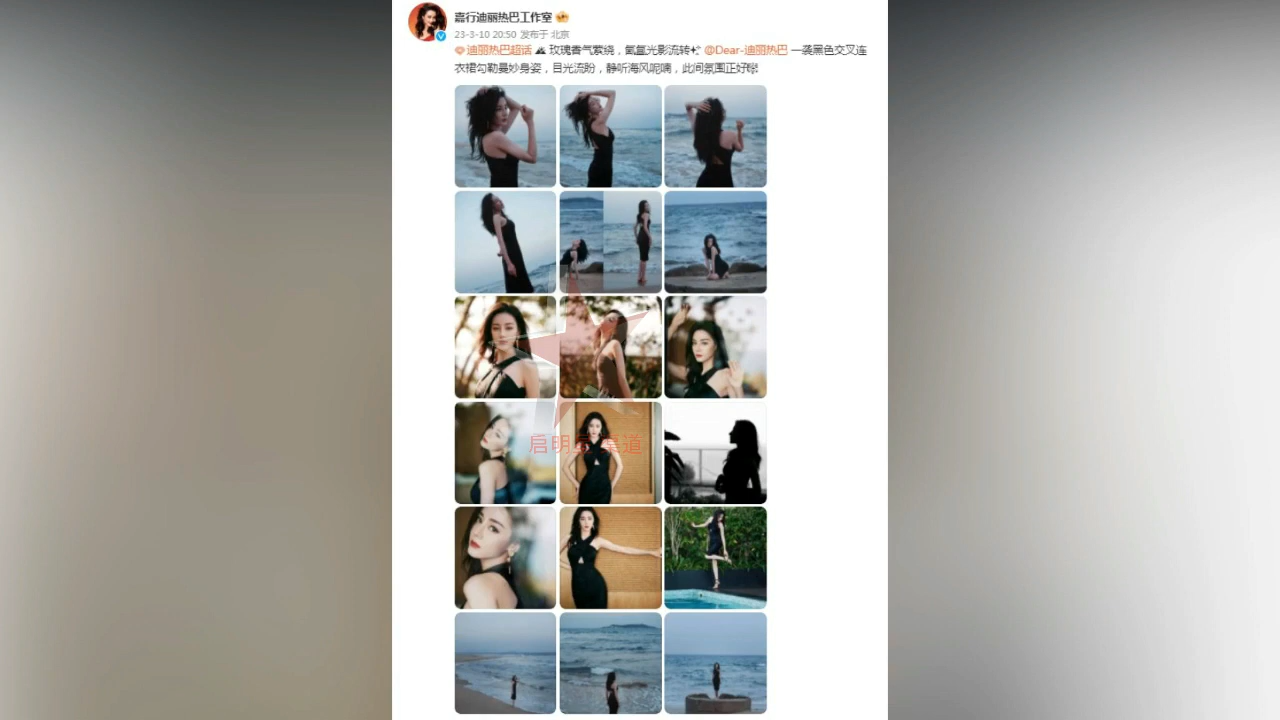 嘉行迪丽热巴工作室
23-3-10 20:50 发布于 北京
迪丽热巴超话 玫瑰香气萦绕，氤氲光影流转 @Dear-迪丽热巴 一袭黑色交叉连
衣裙勾勒曼妙身姿，目光流盼，静听海风呢喃，此间氛围正好
启明 渠道